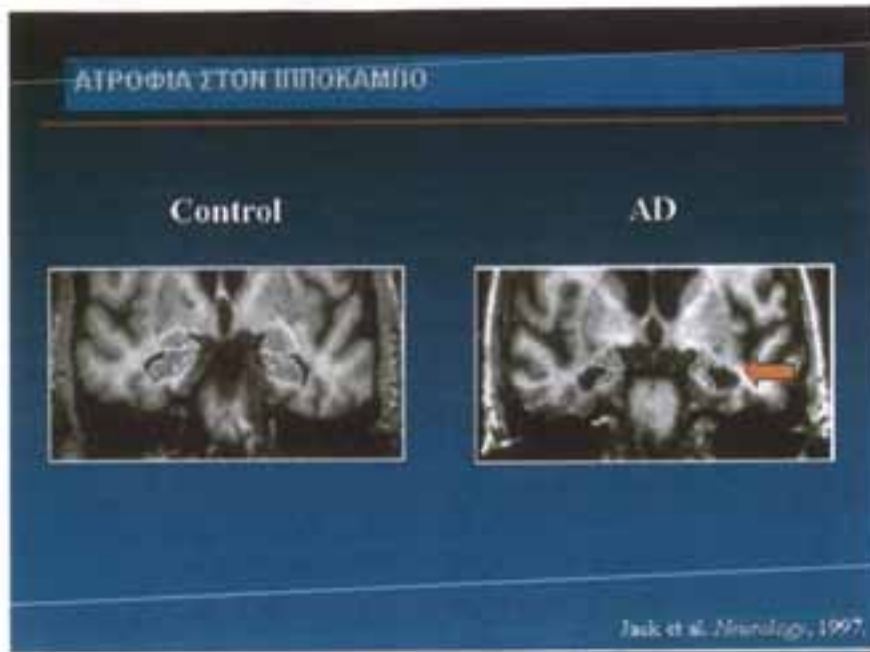 ΑΤΡΟΦΙΑ ΣΤΟΝ ΙΠΠΟΚΑΜΠΟ
Control
AD
Jack et al. Neurology, 1997.